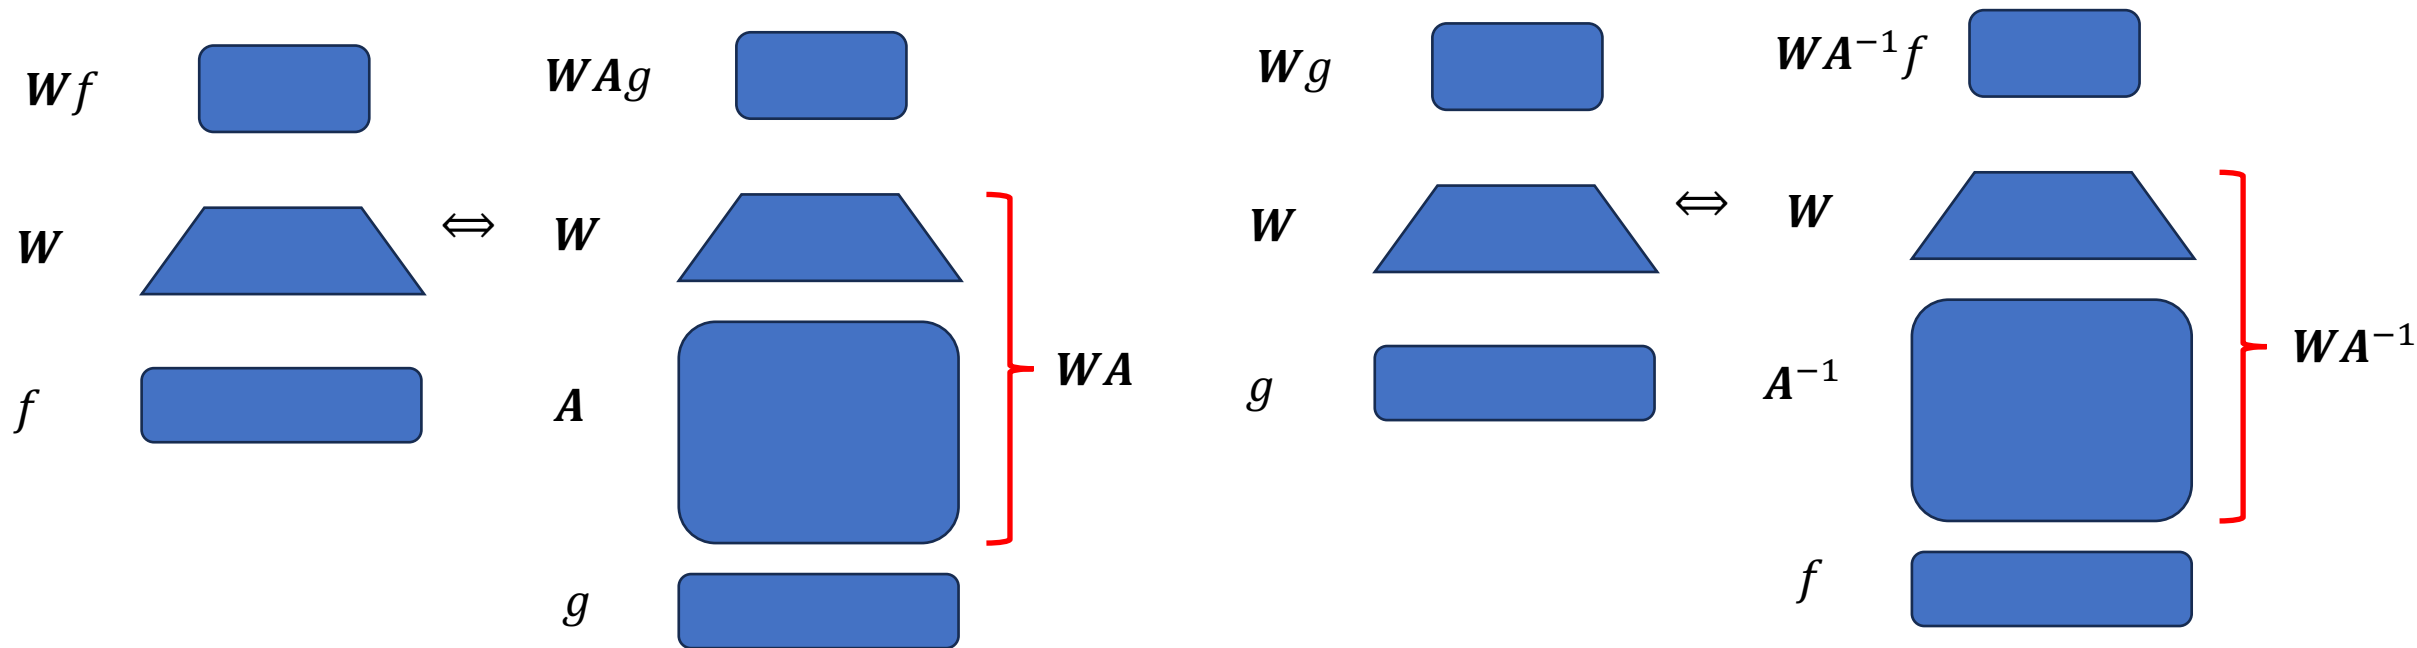 𝑾𝑓
𝑾
𝑓
⇔
𝑾𝑨𝑔
𝑾
𝑨
𝑔
𝑾𝑨
𝑾𝑔
𝑾
𝑔
⇔
𝑾𝑨⁻¹𝑓
𝑾
𝑨⁻¹
𝑓
𝑾𝑨⁻¹